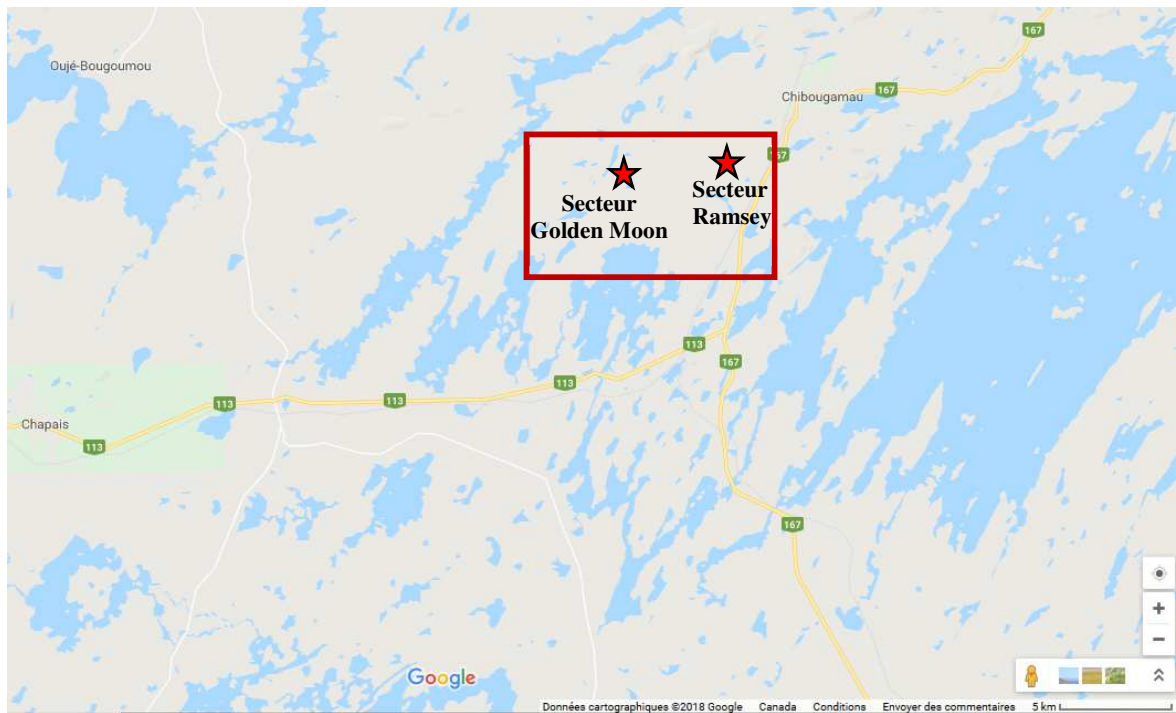 167
Oujé-Bougoumou
167
Chibougamau
167
Secteur
Ramsey
Secteur
Golden Moon
113
167
113
113
113
Chapais
113
167
Google
Données cartographiques ©2018 Google Canada Conditions Envoyer des commentaires 5 km